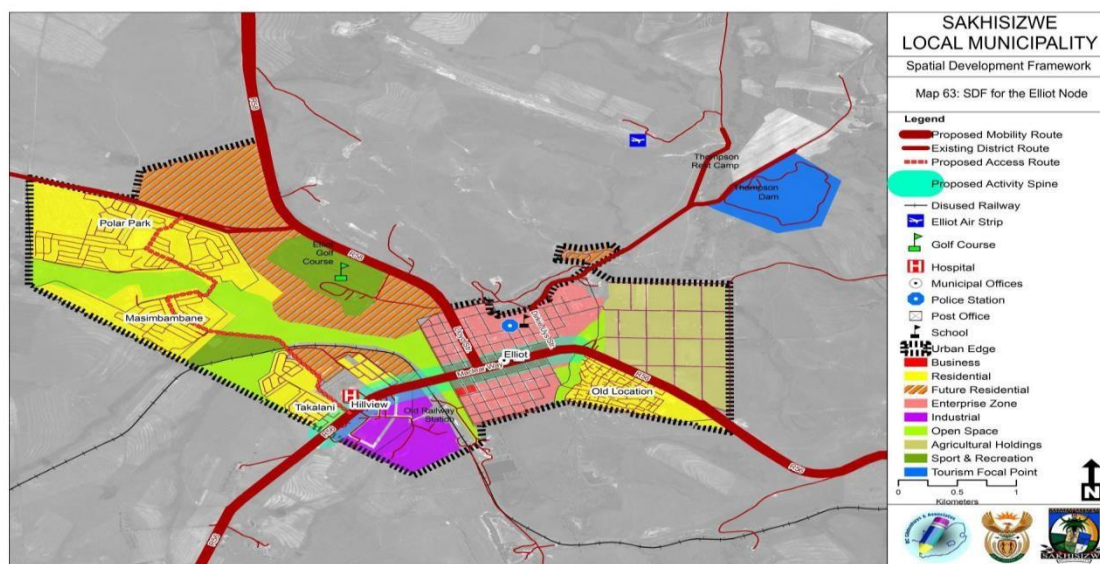 SAKHISIZWE
LOCAL MUNICIPALITY
Spatial Development Framework
Map 63: SDF for the Elliot Node
Legend
Proposed Mobility Route
Existing District Route
Proposed Access Route
Proposed Activity Spine
Disused Railway
Elliot Air Strip
Golf Course
H Hospital
Municipal Offices
Police Station
Post Office
School
Urban Edge
Business
Residential
Future Residential
Enterprise Zone
Industrial
Open Space
Agricultural Holdings
Sport & Recreation
Tourism Focal Point
0 0.5 1
Kilometers
N
SAKHISIZWE
Thompson
Rest Camp
Thompson
Dam
Polar Park
Elliot
Golf
Course
Masimbambane
Maclear Way
Elliot
Takalani
H
Hillview
Old Railway
Station
Old Location